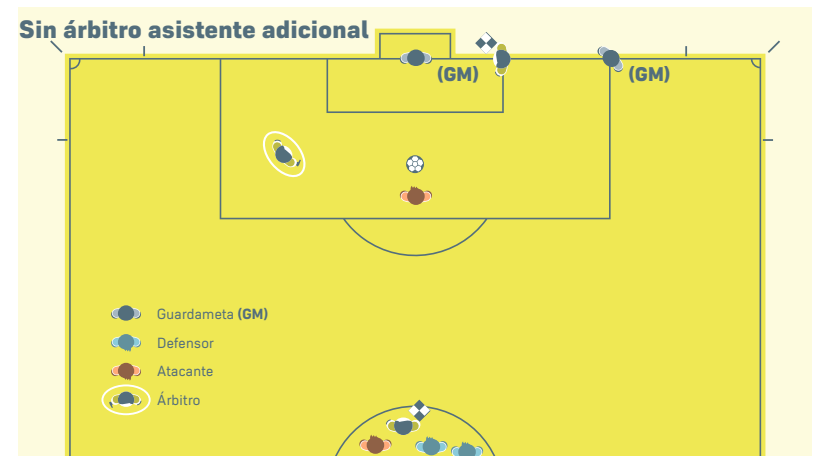 Sin árbitro asistente adicional
(GM)
(GM)
Guardameta (GM)
Defensor
Atacante
Árbitro